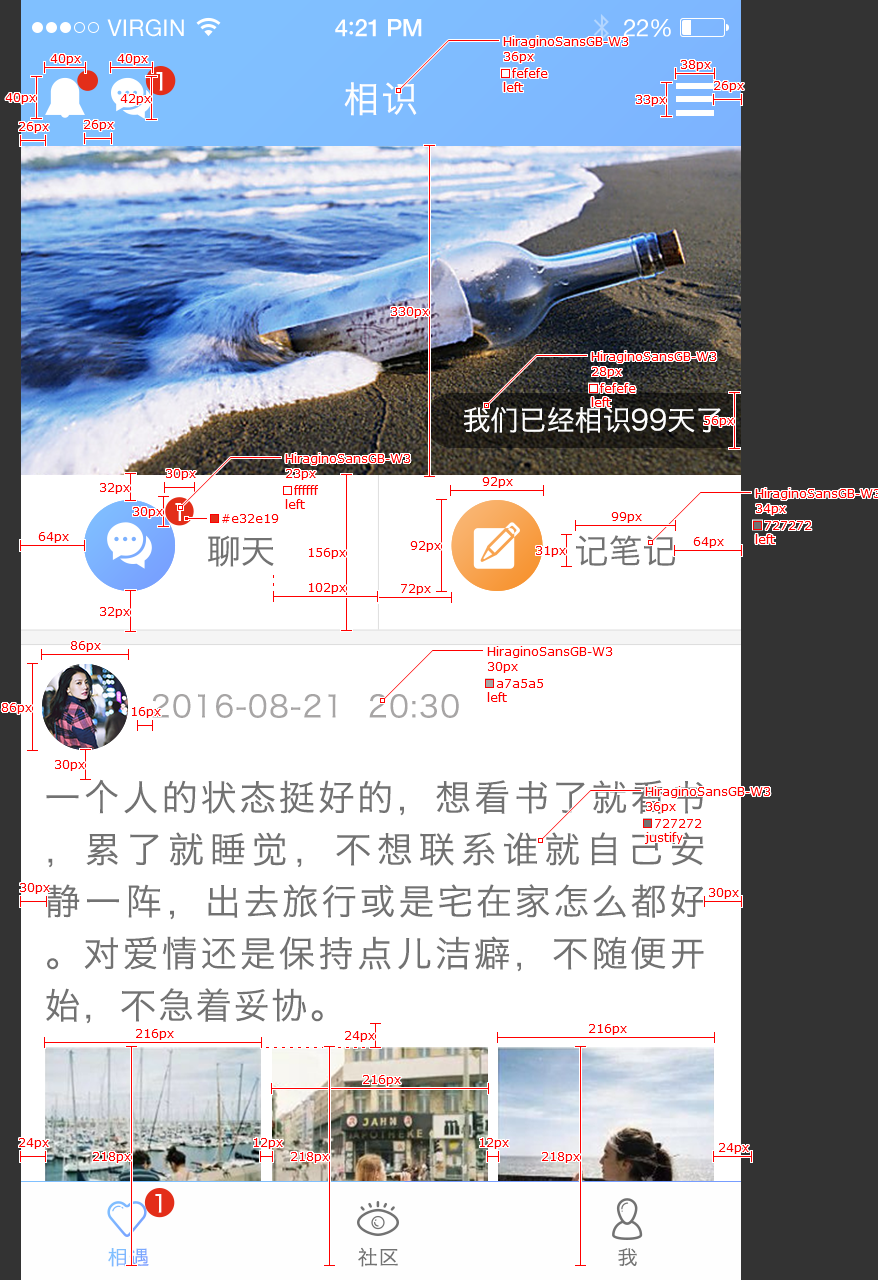 VIRGIN 4:21 PM 22%
HiraginoSansGB-W3
36px
fefefe
left
40px 40px 38px
40px 42px 1 相识 33px 26px
26px 26px
330px
HiraginoSansGB-W3
28px
fefefe
left
我们已经相识99天了
56px
HiraginoSansGB-W3
23px
ffffff
left
30px
32px
30px 1
#e32e19
64px
聊天
156px
102px
32px
92px
92px
HiraginoSansGB-W3
34px
727272
left
99px
31px 记笔记 64px
72px
86px
86px
HiraginoSansGB-W3
30px
a7a5a5
left
16px 2016-08-21 20:30
30px
HiraginoSansGB-W3
36px
727272
justify
一个人的状态挺好的，想看书了就看书
，累了就睡觉，不想联系谁就自己安
30px 静一阵，出去旅行或是宅在家怎么都好 30px
。对爱情还是保持点儿洁癖，不随便开
始，不急着妥协。
216px 24px 216px
216px
JAHN
APOTHEKE
24px 218px 12px 218px 12px 218px 24px
1
相遇 社区 我